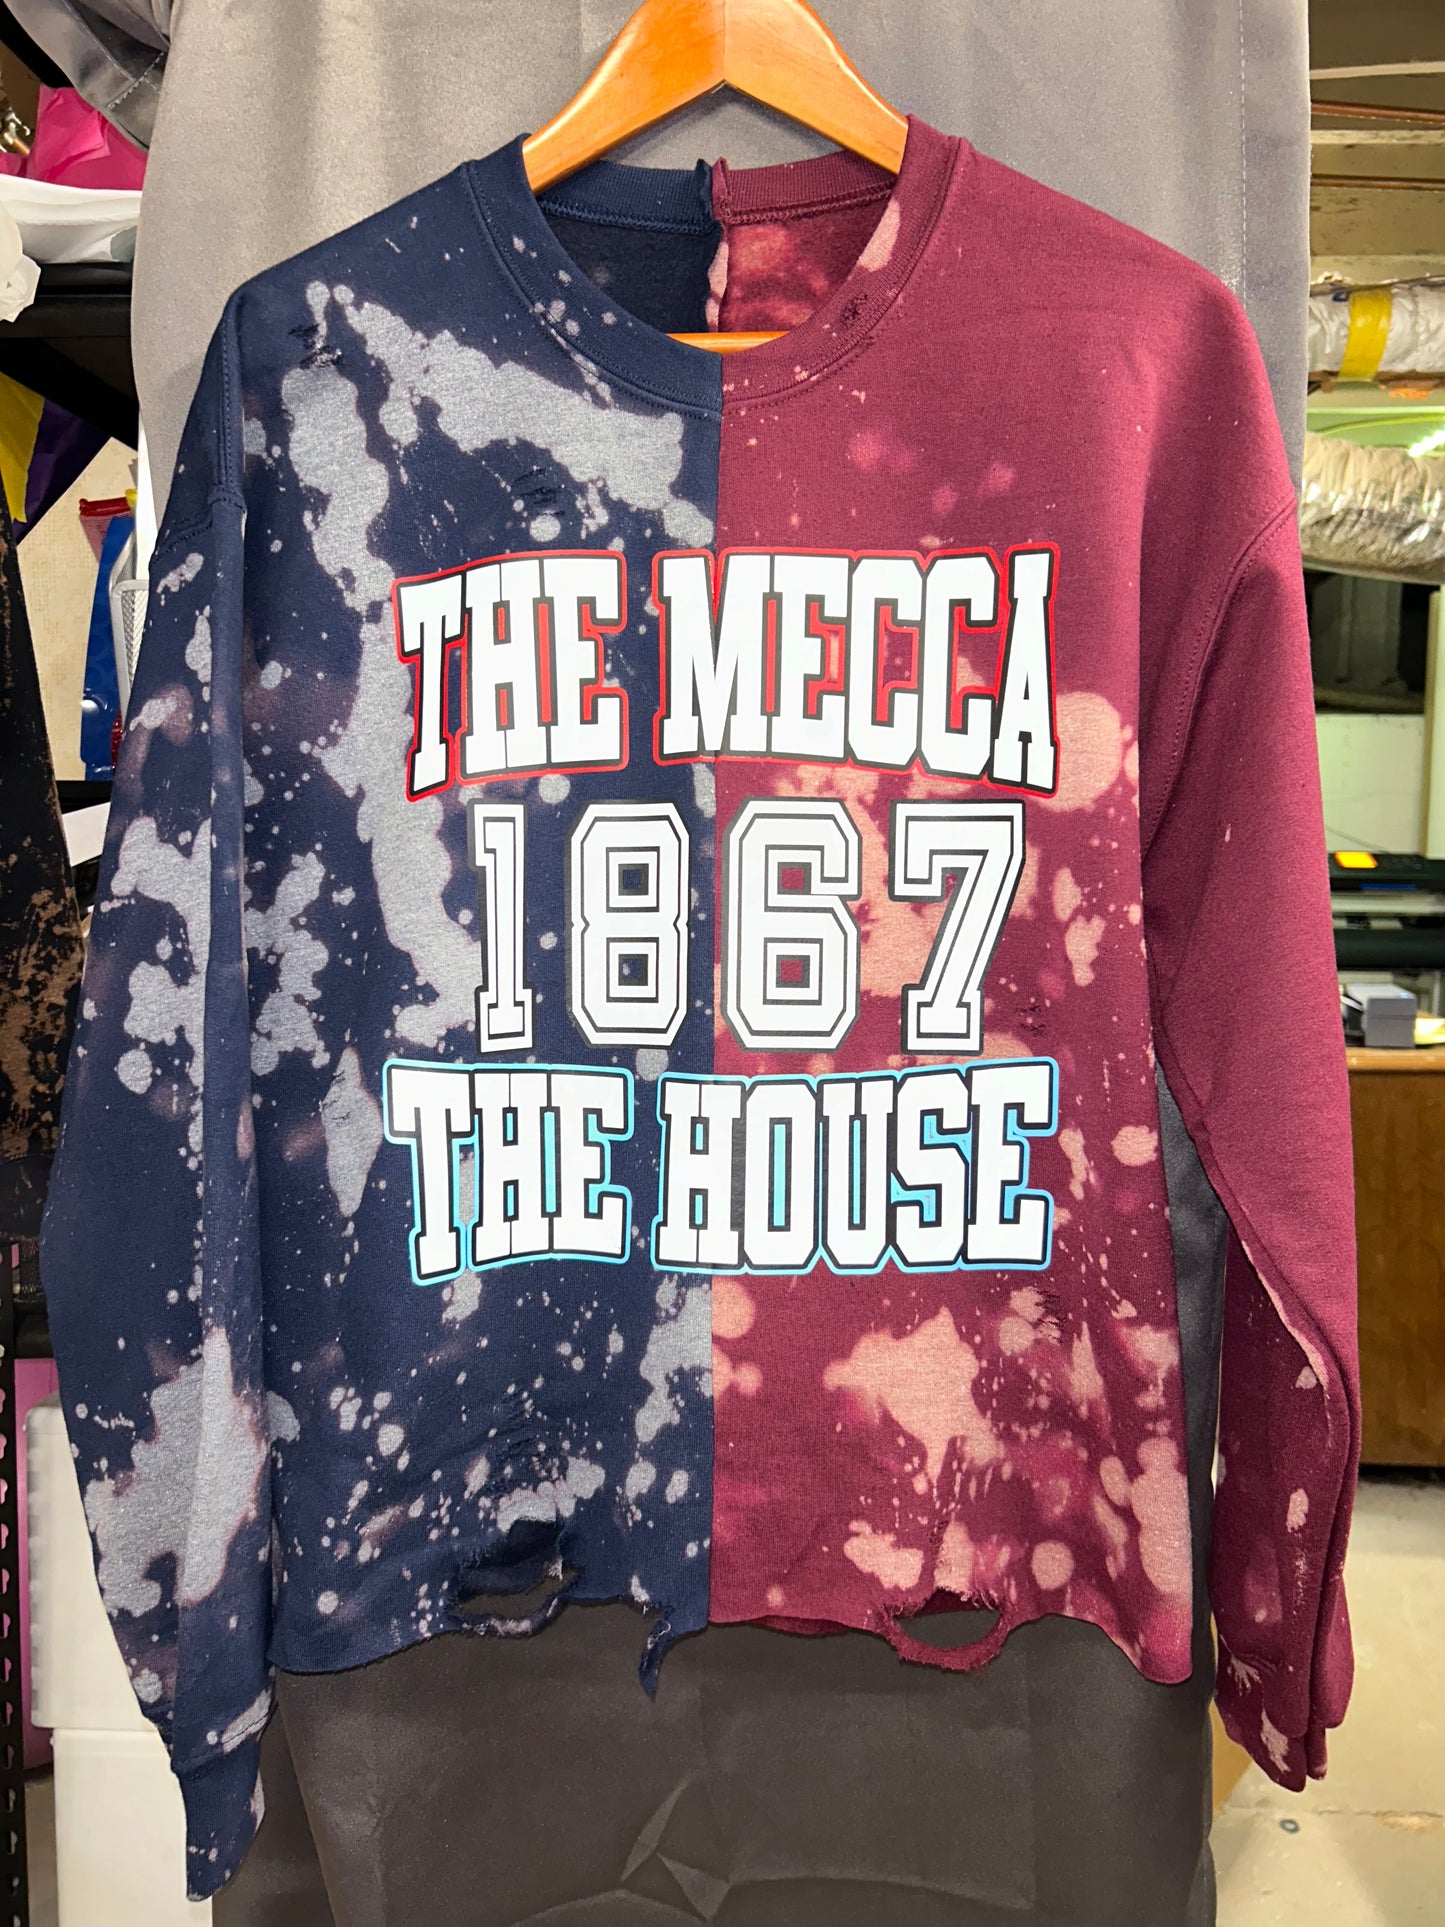 THE MECCA
1867
THE HOUSE